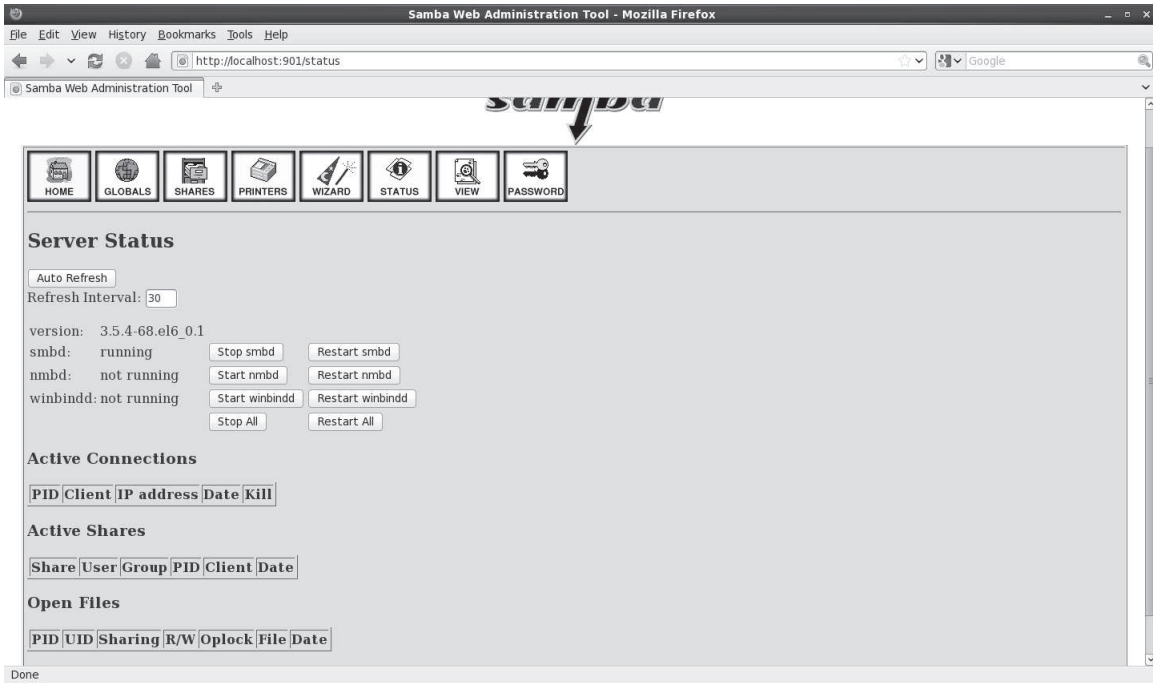 Samba Web Administration Tool - Mozilla Firefox
File Edit View History Bookmarks Tools Help
http://localhost:901/status
Google
Samba Web Administration Tool
samba
HOME GLOBALS SHARES PRINTERS WIZARD STATUS VIEW PASSWORD
Server Status
Auto Refresh
Refresh Interval: 30
version: 3.5.4-68.el6_0.1
smbd: running Stop smbd Restart smbd
nmbd: not running Start nmbd Restart nmbd
winbindd: not running Start winbindd Restart winbindd
Stop All Restart All
Active Connections
PID Client IP address Date Kill
Active Shares
Share User Group PID Client Date
Open Files
PID UID Sharing R/W Oplock File Date
Done